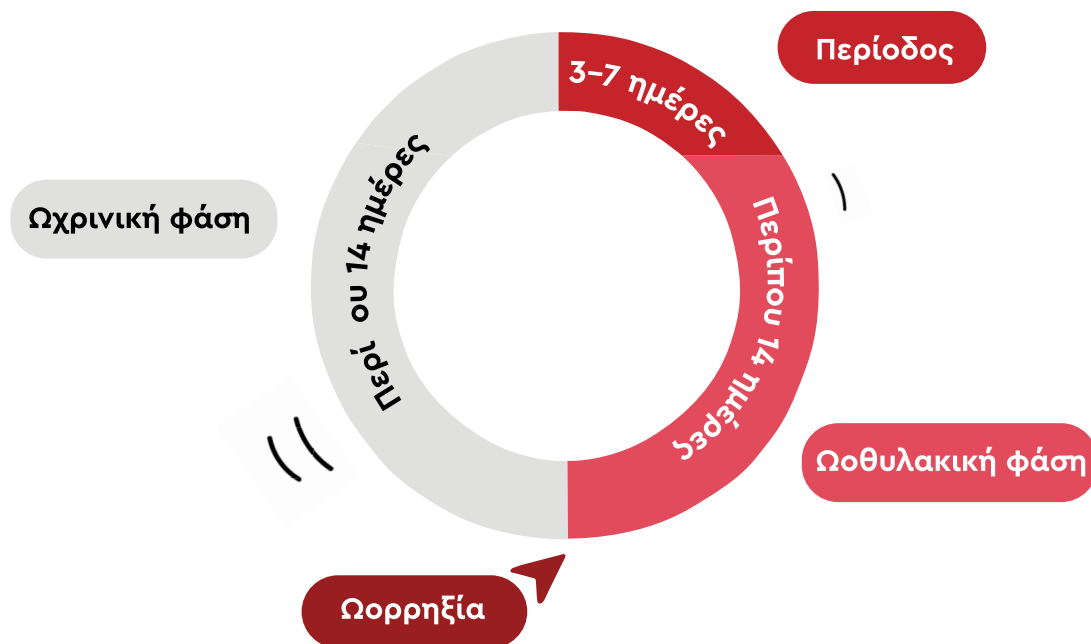 Περίοδος
3-7 ημέρες
Περίπου 14 ημέρες
Ωοθυλακική φάση
Ωορρηξία
Περί ου 14 ημέρες
Ωχρινική φάση